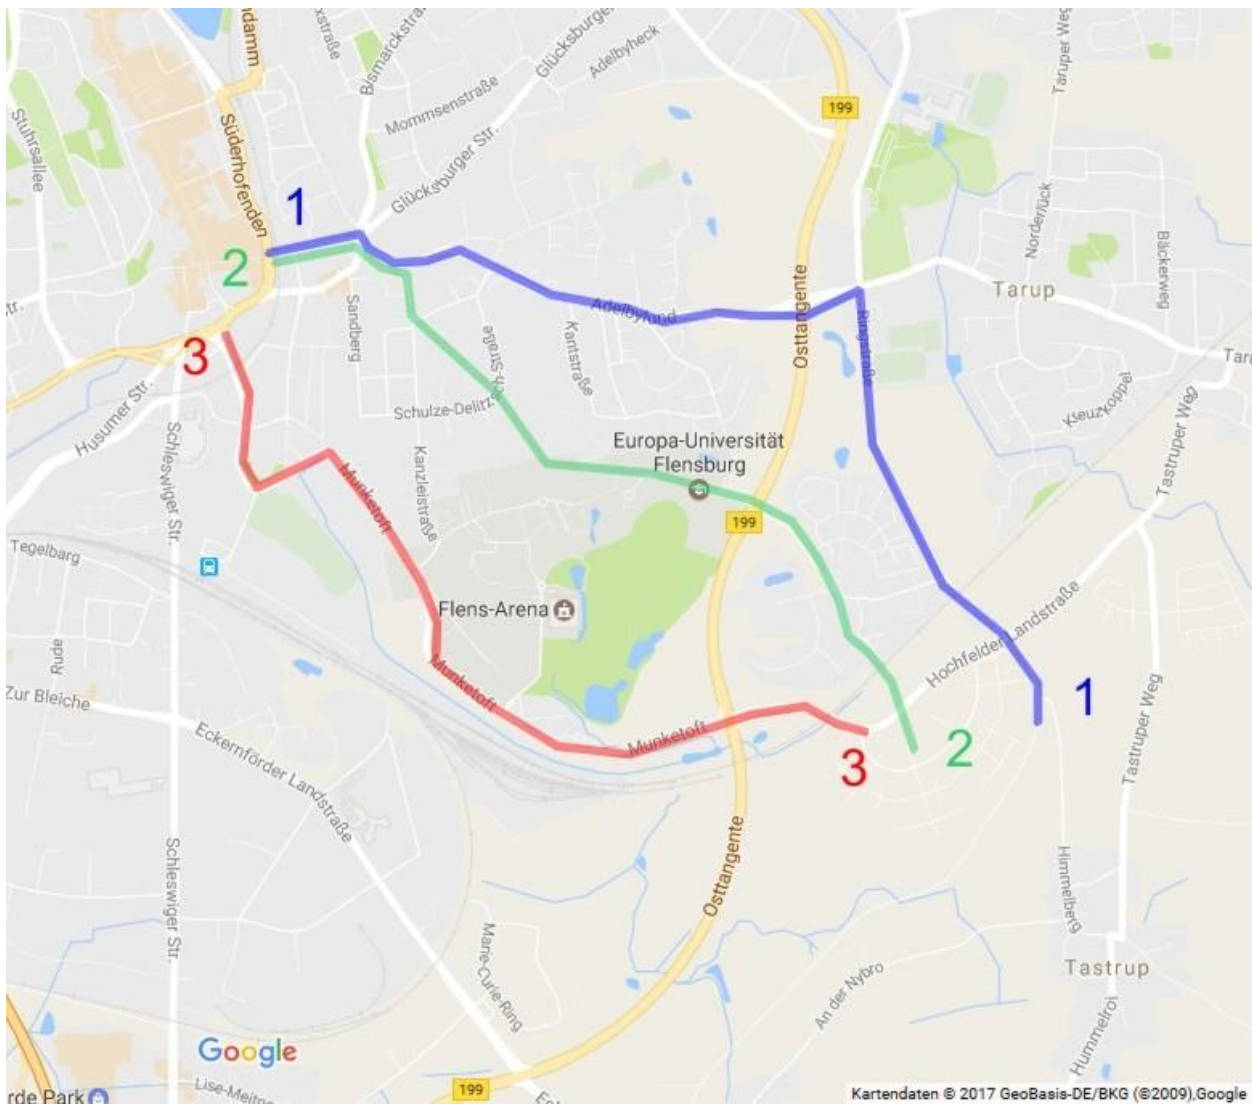 ndamm
xstraße
Bismarckstraße
Glücksburger
Adelbyheck
Mommsenstraße
Stuhrsallee
Süderhofenden
Glücksburger Str.
199
Taruper Weg
1
2
Norderlück
Bäckerweg
Tarup
tr.
Sandberg
Adelbylund
Osttangente
Ringstraße
3
Kantstraße
Schulze-Delitzsch-Straße
Husumer Str.
Schleswiger Str.
Kanzleistraße
Munketoft
Europa-Universität
Flensburg
199
Kreuzkoppel
Tastruper Weg
Tegelbarg
Flens-Arena
Rude
Zur Bleiche
Munketoft
Hochfelder Landstraße
1
Eckernförder Landstraße
Munketoft
2
3
Tastruper Weg
Schleswiger Str.
Osttangente
Himmelberg
Marie-Curie-Ring
An der Nybro
Tastrup
Google
199
rde Park
Kartendaten © 2017 GeoBasis-DE/BKG (©2009),Google